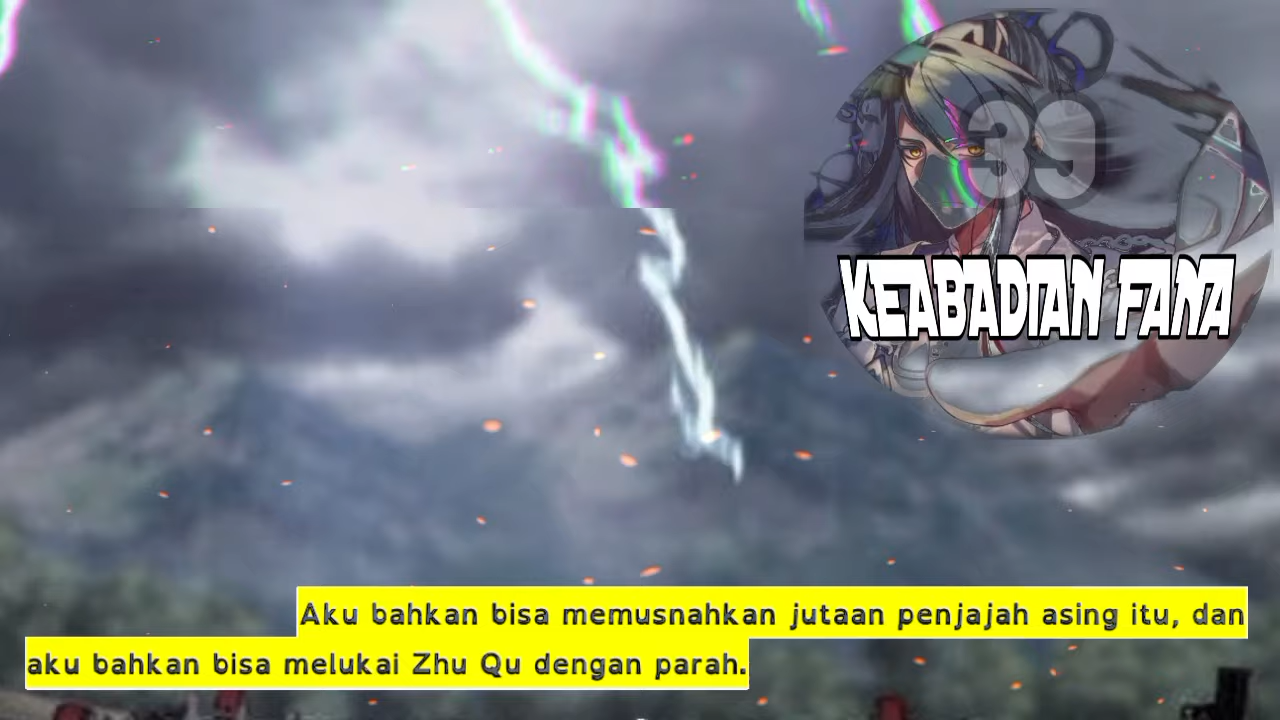 39
KEABADIAN FANA
Aku bahkan bisa memusnahkan jutaan penjajah asing itu, dan
aku bahkan bisa melukai Zhu Qu dengan parah.